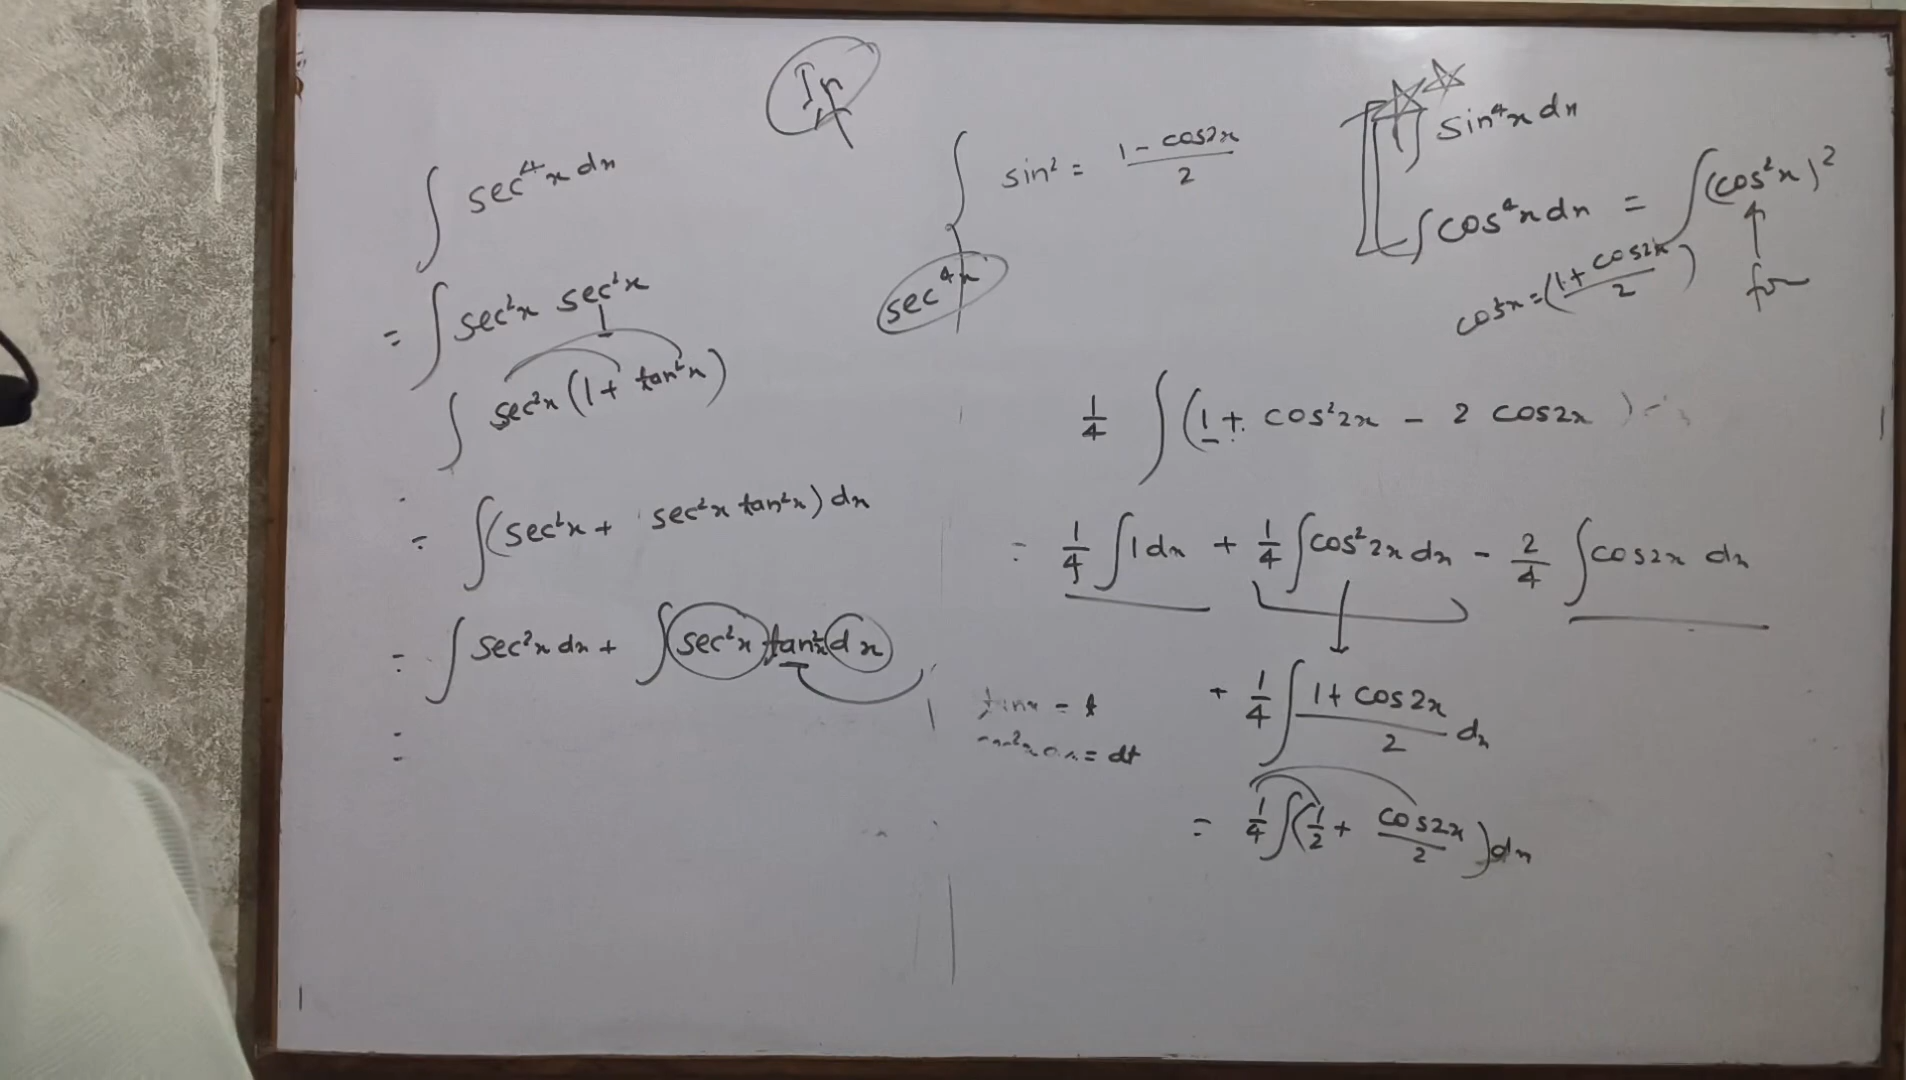 ∫ sec⁴x dx
= ∫ sec²x sec²x
∫ sec²x (1 + tan²x)
= ∫(sec²x + sec²x tan²x) dx
= ∫ sec²x dx + ∫ sec²x tan²x dx
=
sin² = (1 - cos2x)/2
sec⁴x
∫ sin⁴x dx
∫ cos⁴x dx = ∫(cos²x)²
cos²x = (1 + cos2x)/2
for
1/4 ∫ (1 + cos²2x - 2 cos2x)
= 1/4 ∫ 1 dx + 1/4 ∫ cos²2x dx - 2/4 ∫ cos2x dx
= t
= dt
+ 1/4 ∫ (1 + cos2x)/2 dx
= 1/4 ∫(1/2 + cos2x/2) dx